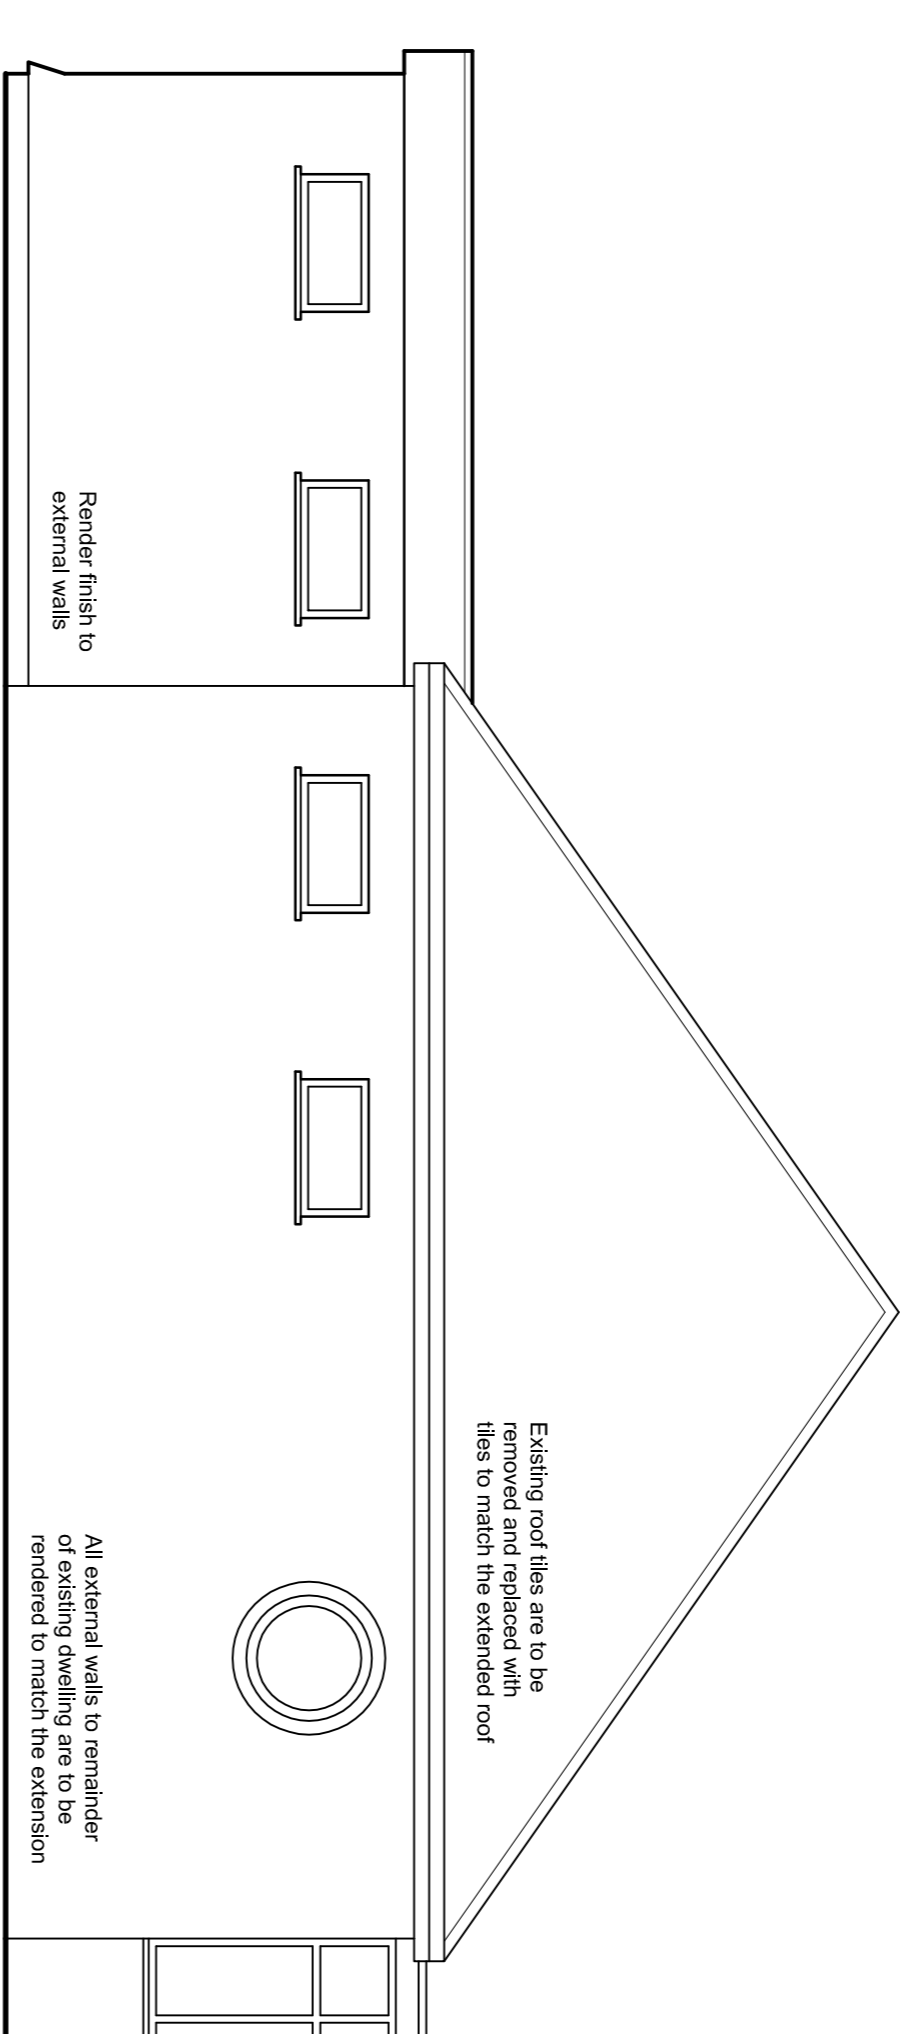 Render finish to
external walls
Existing roof tiles are to be
removed and replaced with
tiles to match the extended roof
All external walls to remainder
of existing dwelling are to be
rendered to match the extension